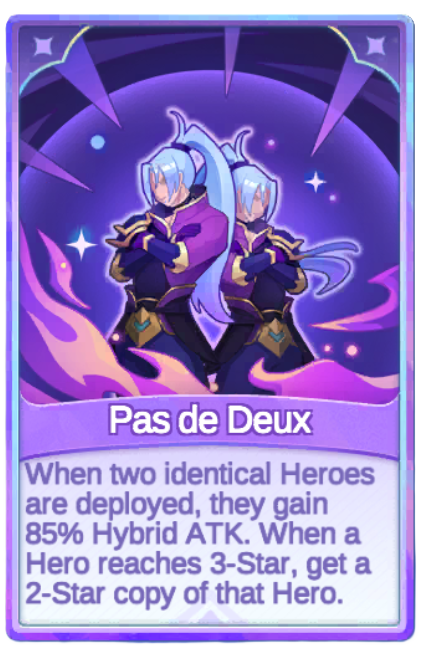 Pas de Deux
When two identical Heroes
are deployed, they gain
85% Hybrid ATK. When a
Hero reaches 3-Star, get a
2-Star copy of that Hero.